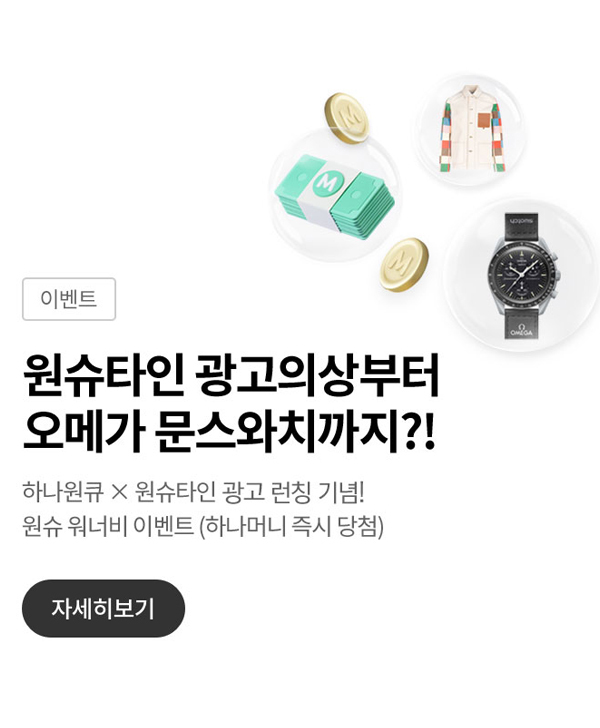 M
M
M
swatch
Ω
OMEGA
이벤트
원슈타인 광고의상부터
오메가 문스와치까지?!
하나원큐 × 원슈타인 광고 런칭 기념!
원슈 워너비 이벤트 (하나머니 즉시 당첨)
자세히보기